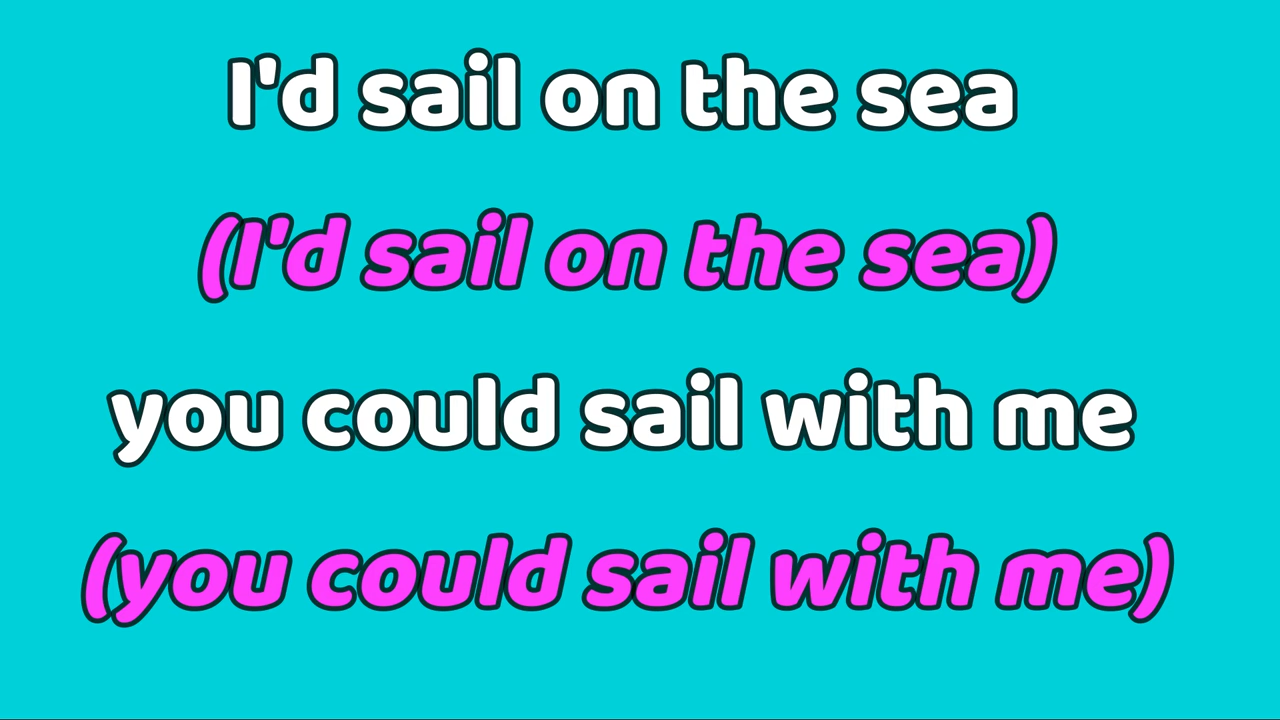 I'd sail on the sea
(I'd sail on the sea)
you could sail with me
(you could sail with me)